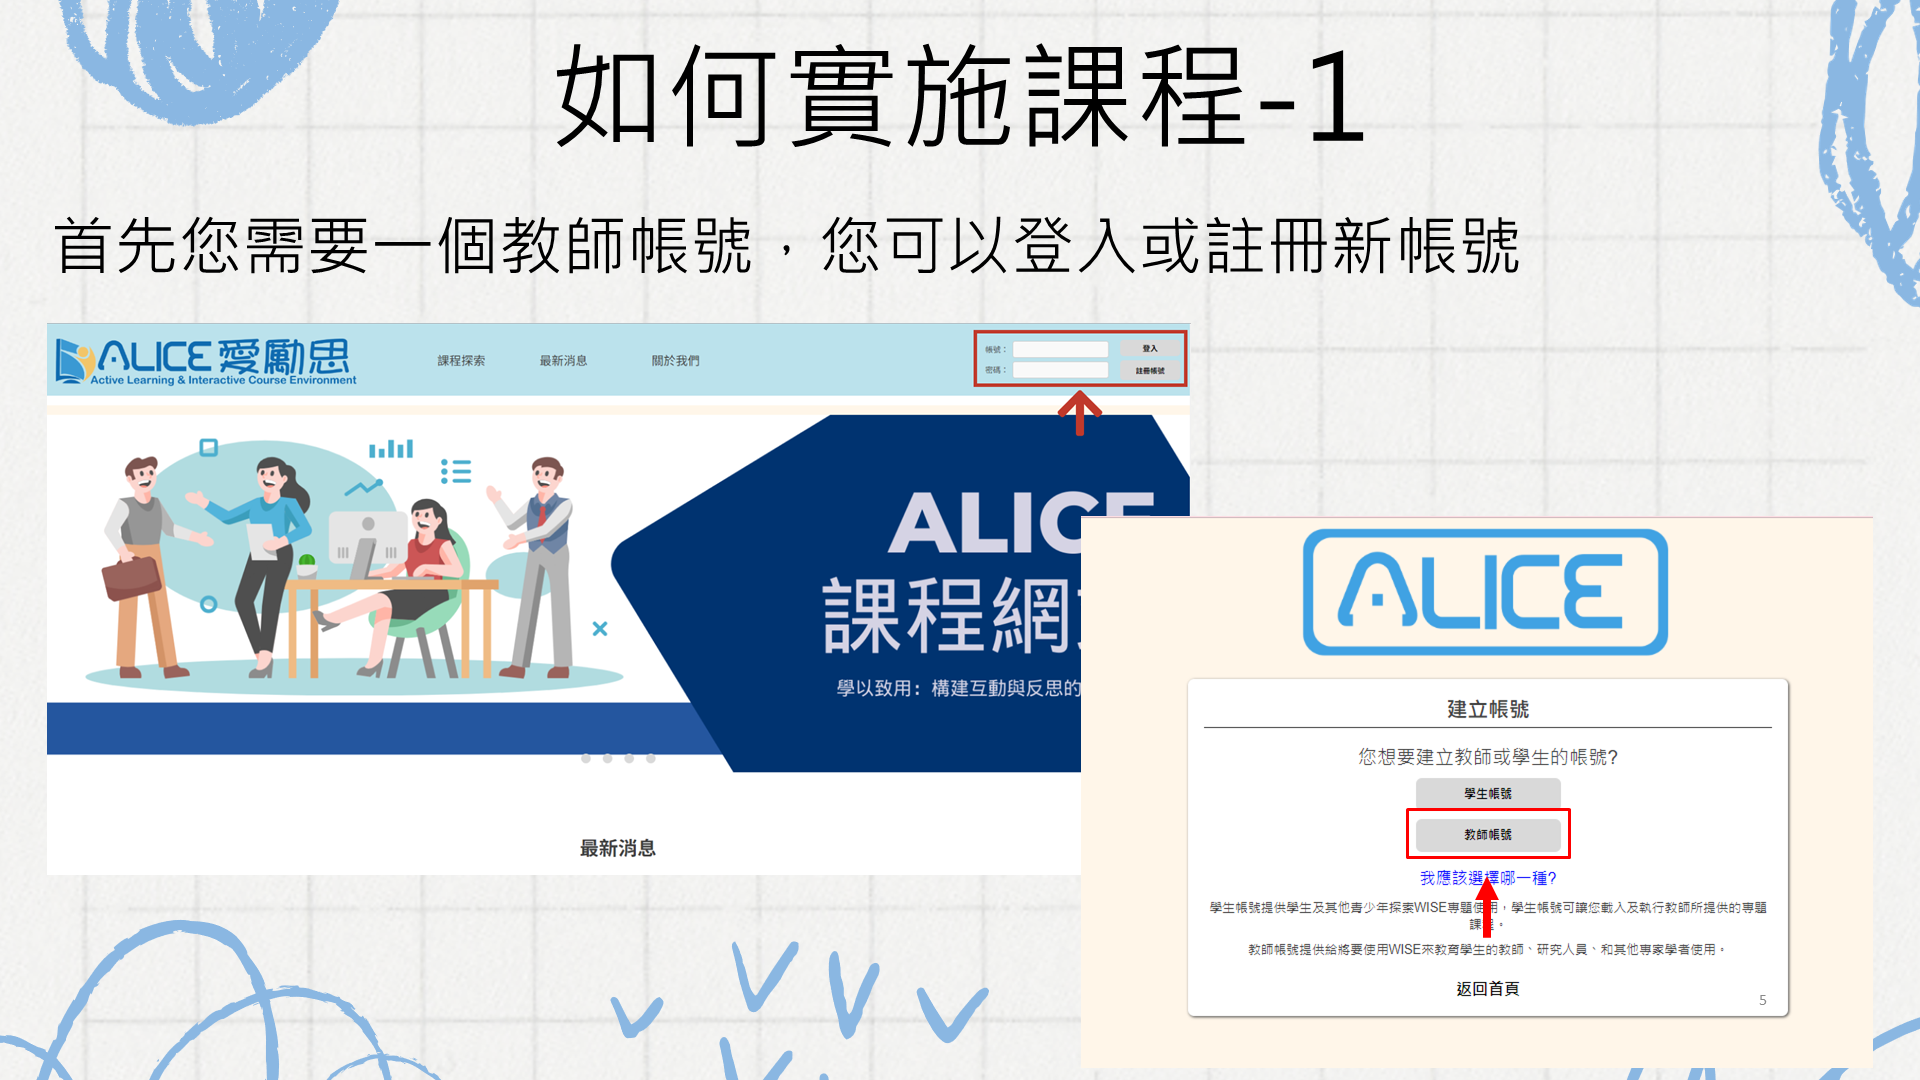 如何實施課程-1
首先您需要一個教師帳號，您可以登入或註冊新帳號
ALICE 愛勵思
Active Learning & Interactive Course Environment
課程探索
最新消息
關於我們
帳號：
登入
密碼：
註冊帳號
ALICE
課程網
學以致用：構建互動與反思的
最新消息
ALICE
建立帳號
您想要建立教師或學生的帳號?
學生帳號
教師帳號
我應該選擇哪一種?
學生帳號提供學生及其他青少年探索WISE專題使用，學生帳號可讓您載入及執行教師所提供的專題
課程。
教師帳號提供給將要使用WISE來教育學生的教師、研究人員、和其他專家學者使用。
返回首頁
5